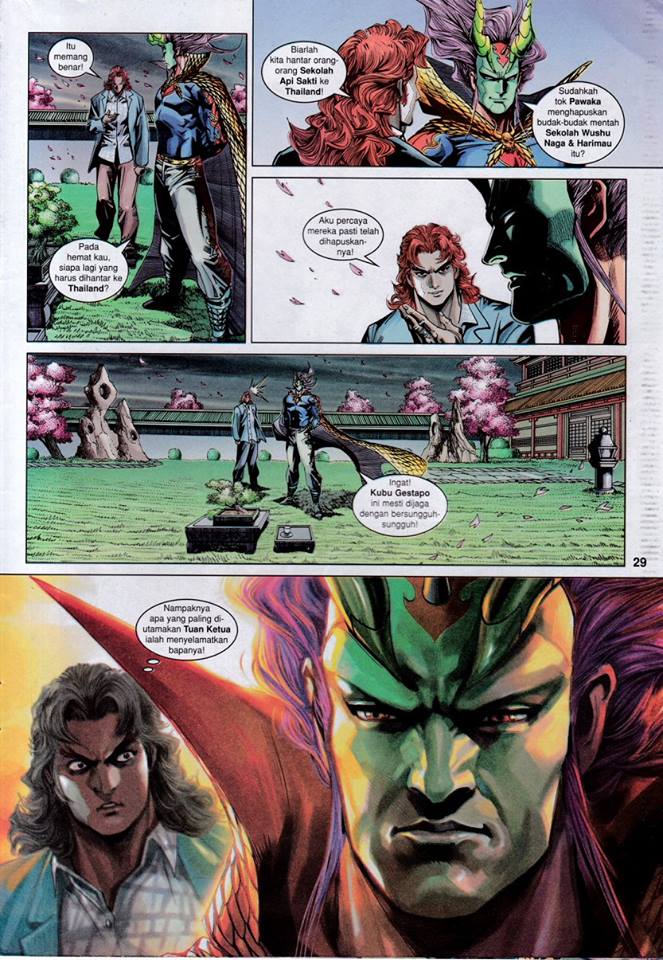 Itu
memang
benar!
Pada
hemat kau,
siapa lagi yang
harus dihantar ke
Thailand?
Biarlah
kita hantar orang-
orang Sekolah
Api Sakti ke
Thailand!
Sudahkah
tok Pawaka
menghapuskan
budak-budak mentah
Sekolah Wushu
Naga & Harimau
itu?
Aku percaya
mereka pasti telah
dihapuskan-
nya!
Ingat!
Kubu Gestapo
ini mesti dijaga
dengan bersungguh-
sungguh!
29
Nampaknya
apa yang paling di-
utamakan Tuan Ketua
ialah menyelamatkan
bapanya!